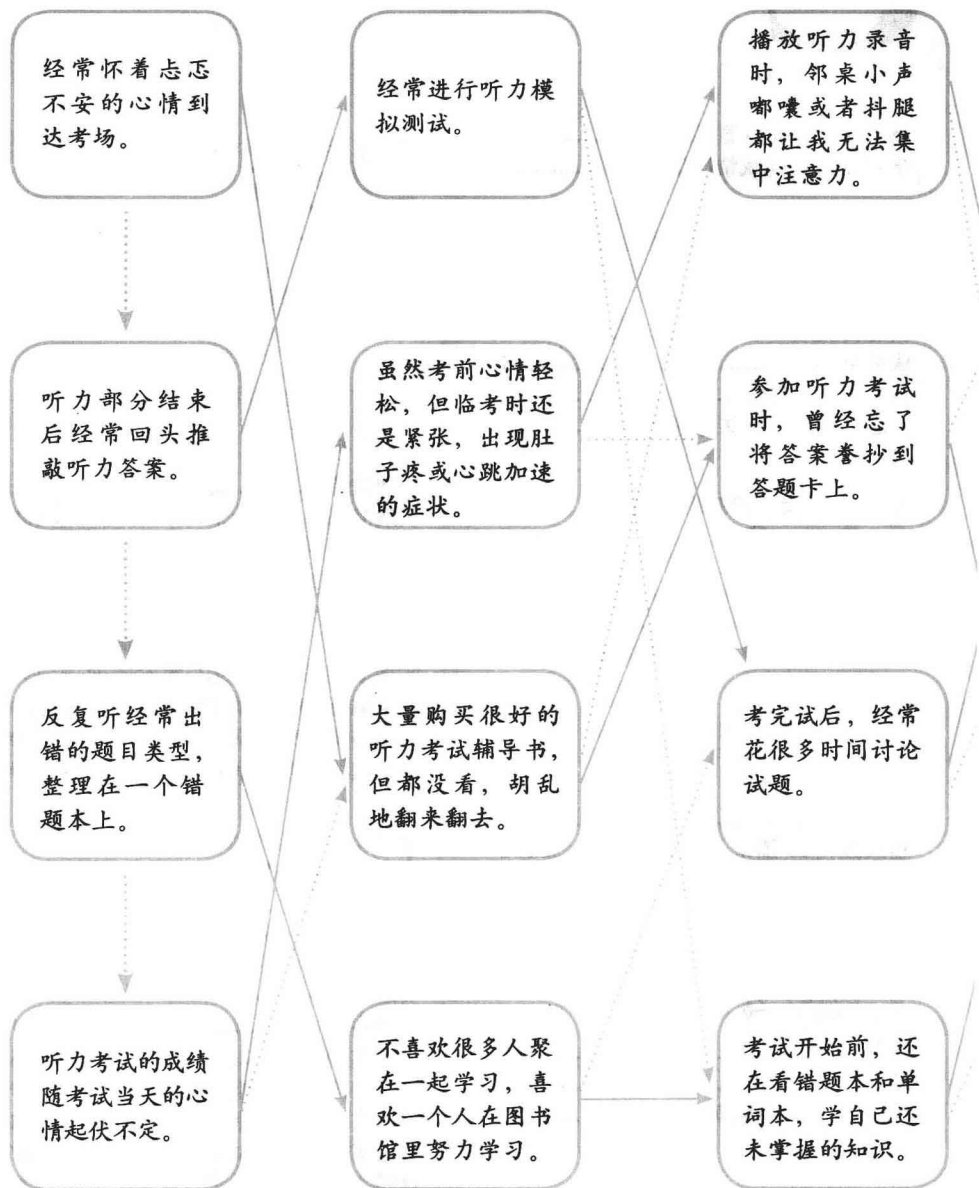 经常怀着忐忑
不安的心情到
达考场。
经常进行听力模
拟测试。
播放听力录音
时，邻桌小声
嘟囔或者抖腿
都让我无法集
中注意力。
听力部分结束
后经常回头推
敲听力答案。
虽然考前心情轻
松，但临考时还
是紧张，出现肚
子疼或心跳加速
的症状。
参加听力考试
时，曾经忘了
将答案誊抄到
答题卡上。
反复听经常出
错的题目类型，
整理在一个错
题本上。
大量购买很好的
听力考试辅导书，
但都没看，胡乱
地翻来翻去。
考完试后，经常
花很多时间讨论
试题。
听力考试的成绩
随考试当天的心
情起伏不定。
不喜欢很多人聚
在一起学习，喜
欢一个人在图书
馆里努力学习。
考试开始前，还
在看错题本和单
词本，学自己还
未掌握的知识。